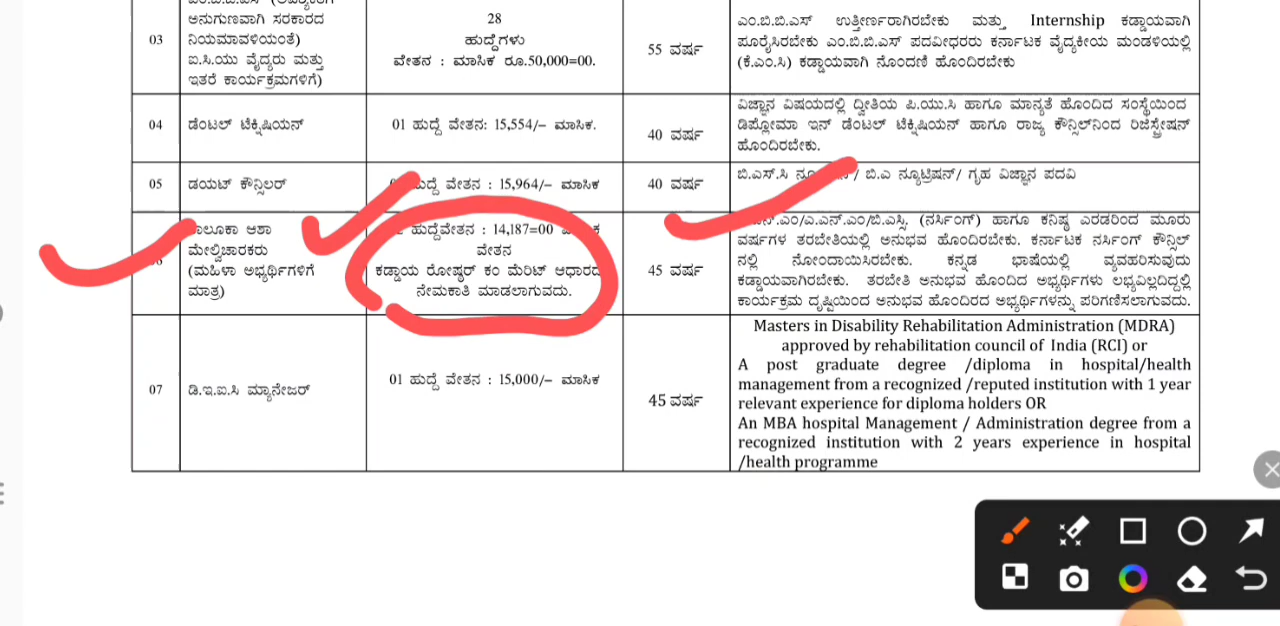 ಅನುಗುಣವಾಗಿ ಸರಕಾರದ
03
ನಿಯಮಾವಳಿಯಂತೆ)
ಐ.ಸಿ.ಯು ವೈದ್ಯರು ಮತ್ತು
ಇತರೆ ಕಾರ್ಯಕ್ರಮಗಳಿಗೆ)
28
ಹುದ್ದೆಗಳು
ವೇತನ : ಮಾಸಿಕ ರೂ.50,000=00.
55 ವರ್ಷ
ಎಂ.ಬಿ.ಬಿ.ಎಸ್ ಉತ್ತೀರ್ಣರಾಗಿರಬೇಕು ಮತ್ತು Internship ಕಡ್ಡಾಯವಾಗಿ
ಪೂರೈಸಿರಬೇಕು ಎಂ.ಬಿ.ಬಿ.ಎಸ್ ಪದವೀಧರರು ಕರ್ನಾಟಕ ವೈದ್ಯಕೀಯ ಮಂಡಳಿಯಲ್ಲಿ
(ಕೆ.ಎಂ.ಸಿ) ಕಡ್ಡಾಯವಾಗಿ ನೊಂದಣಿ ಹೊಂದಿರಬೇಕು
04
ಡೆಂಟಲ್ ಟೆಕ್ನಿಷಿಯನ್
01 ಹುದ್ದೆ ವೇತನ: 15,554/– ಮಾಸಿಕ.
40 ವರ್ಷ
ವಿಜ್ಞಾನ ವಿಷಯದಲ್ಲಿ ದ್ವಿತೀಯ ಪಿ.ಯು.ಸಿ ಹಾಗೂ ಮಾನ್ಯತೆ ಹೊಂದಿದ ಸಂಸ್ಥೆಯಿಂದ
ಡಿಪ್ಲೋಮಾ ಇನ್ ಡೆಂಟಲ್ ಟೆಕ್ನಿಷಿಯನ್ ಹಾಗೂ ರಾಜ್ಯ ಕೌನ್ಸಿಲ್‌ನಿಂದ ರಿಜಿಸ್ಟ್ರೇಷನ್
ಹೊಂದಿರಬೇಕು.
05
ಡಯಟ್ ಕೌನ್ಸಿಲರ್
ಹುದ್ದೆ ವೇತನ : 15,964/– ಮಾಸಿಕ
40 ವರ್ಷ
ಬಿ.ಎಸ್.ಸಿ / ಬಿ.ಎ ನ್ಯೂಟ್ರಿಷನ್/ ಗೃಹ ವಿಜ್ಞಾನ ಪದವಿ
ಆಶಾ
ಮೇಲ್ವಿಚಾರಕರು
(ಮಹಿಳಾ ಅಭ್ಯರ್ಥಿಗಳಿಗೆ
ಮಾತ್ರ)
ಹುದ್ದೆವೇತನ : 14,187=00
ವೇತನ
ಕಡ್ಡಾಯ ರೋಷ್ಟರ್ ಕಂ ಮೆರಿಟ್ ಆಧಾರದ
ನೇಮಕಾತಿ ಮಾಡಲಾಗುವದು.
45 ವರ್ಷ
(ನರ್ಸಿಂಗ್) ಹಾಗೂ ಕನಿಷ್ಠ ಎರಡರಿಂದ ಮೂರು
ವರ್ಷಗಳ ತರಬೇತಿಯಲ್ಲಿ ಅನುಭವ ಹೊಂದಿರಬೇಕು. ಕರ್ನಾಟಕ ನರ್ಸಿಂಗ್ ಕೌನ್ಸಿಲ್
ನಲ್ಲಿ ನೋಂದಾಯಿಸಿರಬೇಕು. ಕನ್ನಡ ಭಾಷೆಯಲ್ಲಿ ವ್ಯವಹರಿಸುವುದು
ಕಡ್ಡಾಯವಾಗಿರಬೇಕು. ತರಬೇತಿ ಅನುಭವ ಹೊಂದಿದ ಅಭ್ಯರ್ಥಿಗಳು ಲಭ್ಯವಿಲ್ಲದಿದ್ದಲ್ಲಿ
ಕಾರ್ಯಕ್ರಮ ದೃಷ್ಟಿಯಿಂದ ಅನುಭವ ಹೊಂದಿರದ ಅಭ್ಯರ್ಥಿಗಳನ್ನು ಪರಿಗಣಿಸಲಾಗುವದು.
07
ಡಿ.ಇ.ಐ.ಸಿ ಮ್ಯಾನೇಜರ್
01 ಹುದ್ದೆ ವೇತನ : 15,000/– ಮಾಸಿಕ
45 ವರ್ಷ
Masters in Disability Rehabilitation Administration (MDRA)
approved by rehabilitation council of India (RCI) or
A post graduate degree /diploma in hospital/health
management from a recognized /reputed institution with 1 year
relevant experience for diploma holders OR
An MBA hospital Management / Administration degree from a
recognized institution with 2 years experience in hospital
/health programme